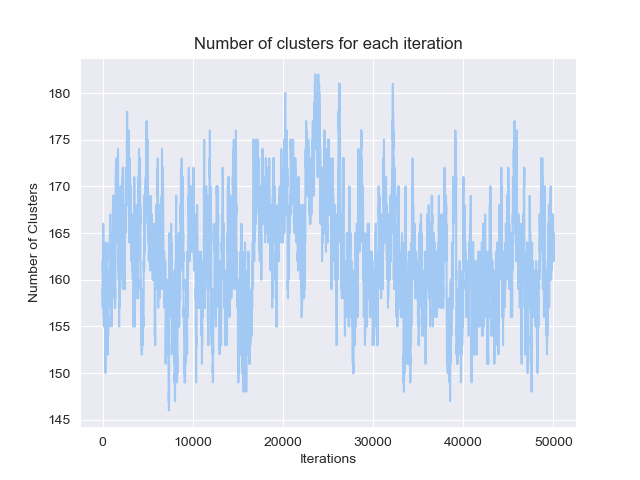 Number of clusters for each iteration
Number of Clusters
180
175
170
165
160
155
150
145
0 10000 20000 30000 40000 50000
Iterations